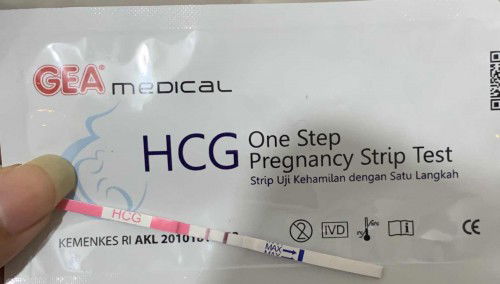 GEA® medical
HCG
One Step
Pregnancy Strip Test
Strip Uji Kehamilan dengan Satu Langkah
HCG
IVD
KEMENKES RI AKL 2010181
MAX
MAX